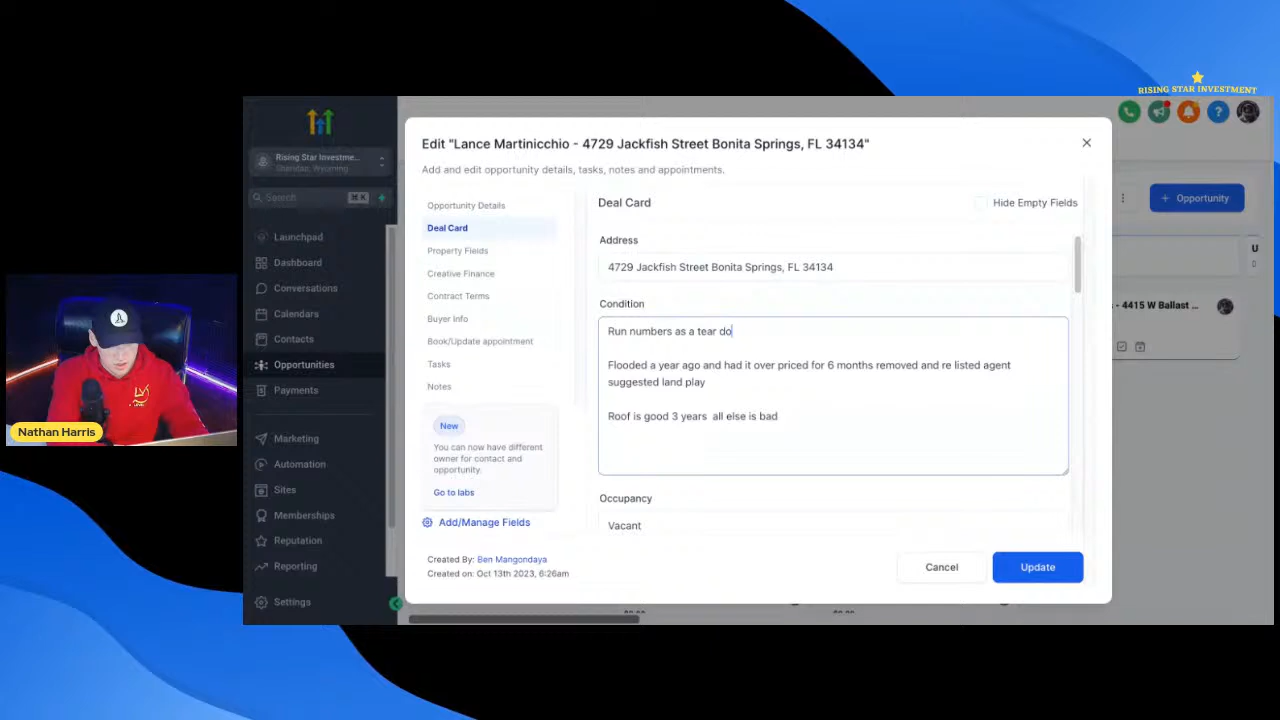 RISING STAR INVESTMENT
Rising Star Investme...
Sheridan, Wyoming
Search
⌘ K
Launchpad
Dashboard
Conversations
Calendars
Contacts
Opportunities
Payments
Marketing
Automation
Sites
Memberships
Reputation
Reporting
Settings
Edit "Lance Martinicchio - 4729 Jackfish Street Bonita Springs, FL 34134"
Add and edit opportunity details, tasks, notes and appointments.
Opportunity Details
Deal Card
Property Fields
Creative Finance
Contract Terms
Buyer Info
Book/Update appointment
Tasks
Notes
New
You can now have different
owner for contact and
opportunity.
Go to labs
Add/Manage Fields
Created By: Ben Mangondaya
Created on: Oct 13th 2023, 6:26am
Deal Card
Hide Empty Fields
Address
4729 Jackfish Street Bonita Springs, FL 34134
Condition
Run numbers as a tear do
Flooded a year ago and had it over priced for 6 months removed and re listed agent
suggested land play
Roof is good 3 years all else is bad
Occupancy
Vacant
Cancel
Update
+ Opportunity
U
0
- 4415 W Ballast ...
Nathan Harris